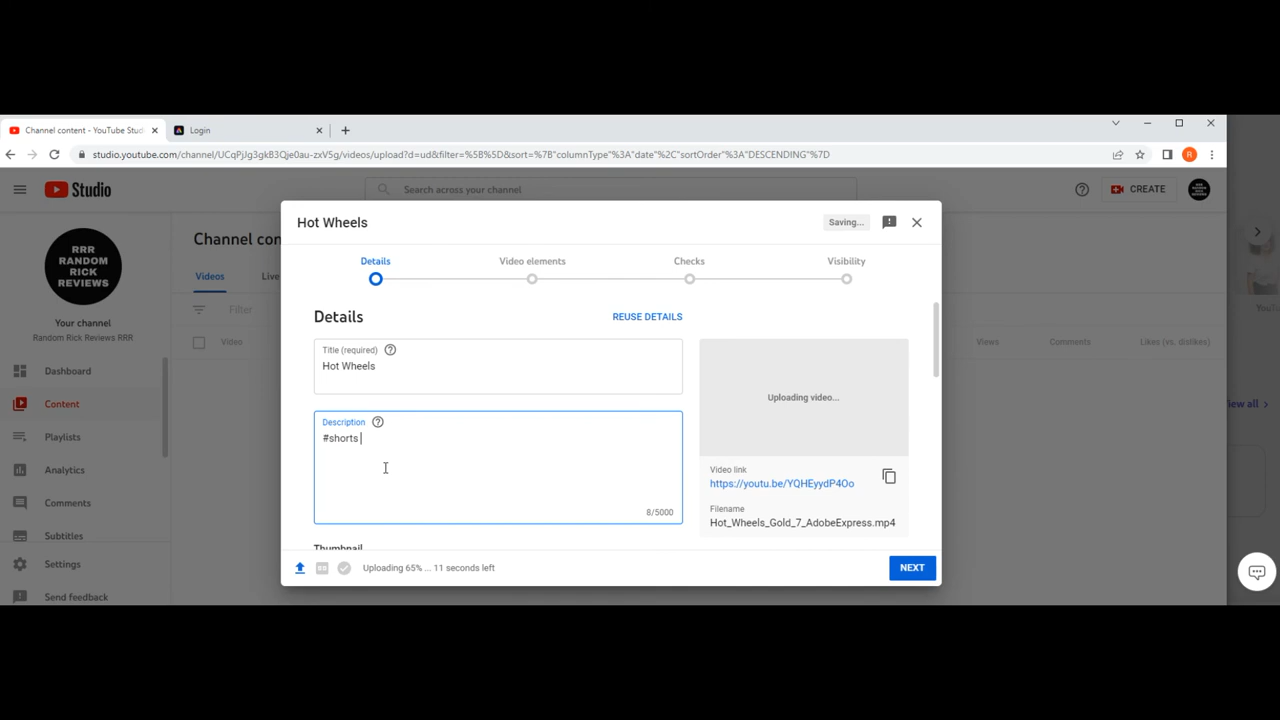 Channel content - YouTube Stud
Login
studio.youtube.com/channel/UCqPjJg3gkB3Qje0au-zxV5g/videos/upload?d=ud&filter=%5B%5D&sort=%7B"columnType"%3A"date"%2C"sortOrder"%3A"DESCENDING"%7D
R
Studio
Search across your channel
CREATE
RRR
RANDOM
RICK
REVIEWS
Your channel
Random Rick Reviews RRR
Dashboard
Content
Playlists
Analytics
Comments
Subtitles
Settings
Send feedback
Channel con
Videos
Live
Filter
Video
Views
Comments
Likes (vs. dislikes)
Hot Wheels
Saving...
Details
Video elements
Checks
Visibility
Details
REUSE DETAILS
Title (required)
Hot Wheels
Description
#shorts
8/5000
Uploading video...
Video link
https://youtu.be/YQHEyydP4Oo
Filename
Hot_Wheels_Gold_7_AdobeExpress.mp4
Thumbnail
Uploading 65% ... 11 seconds left
NEXT